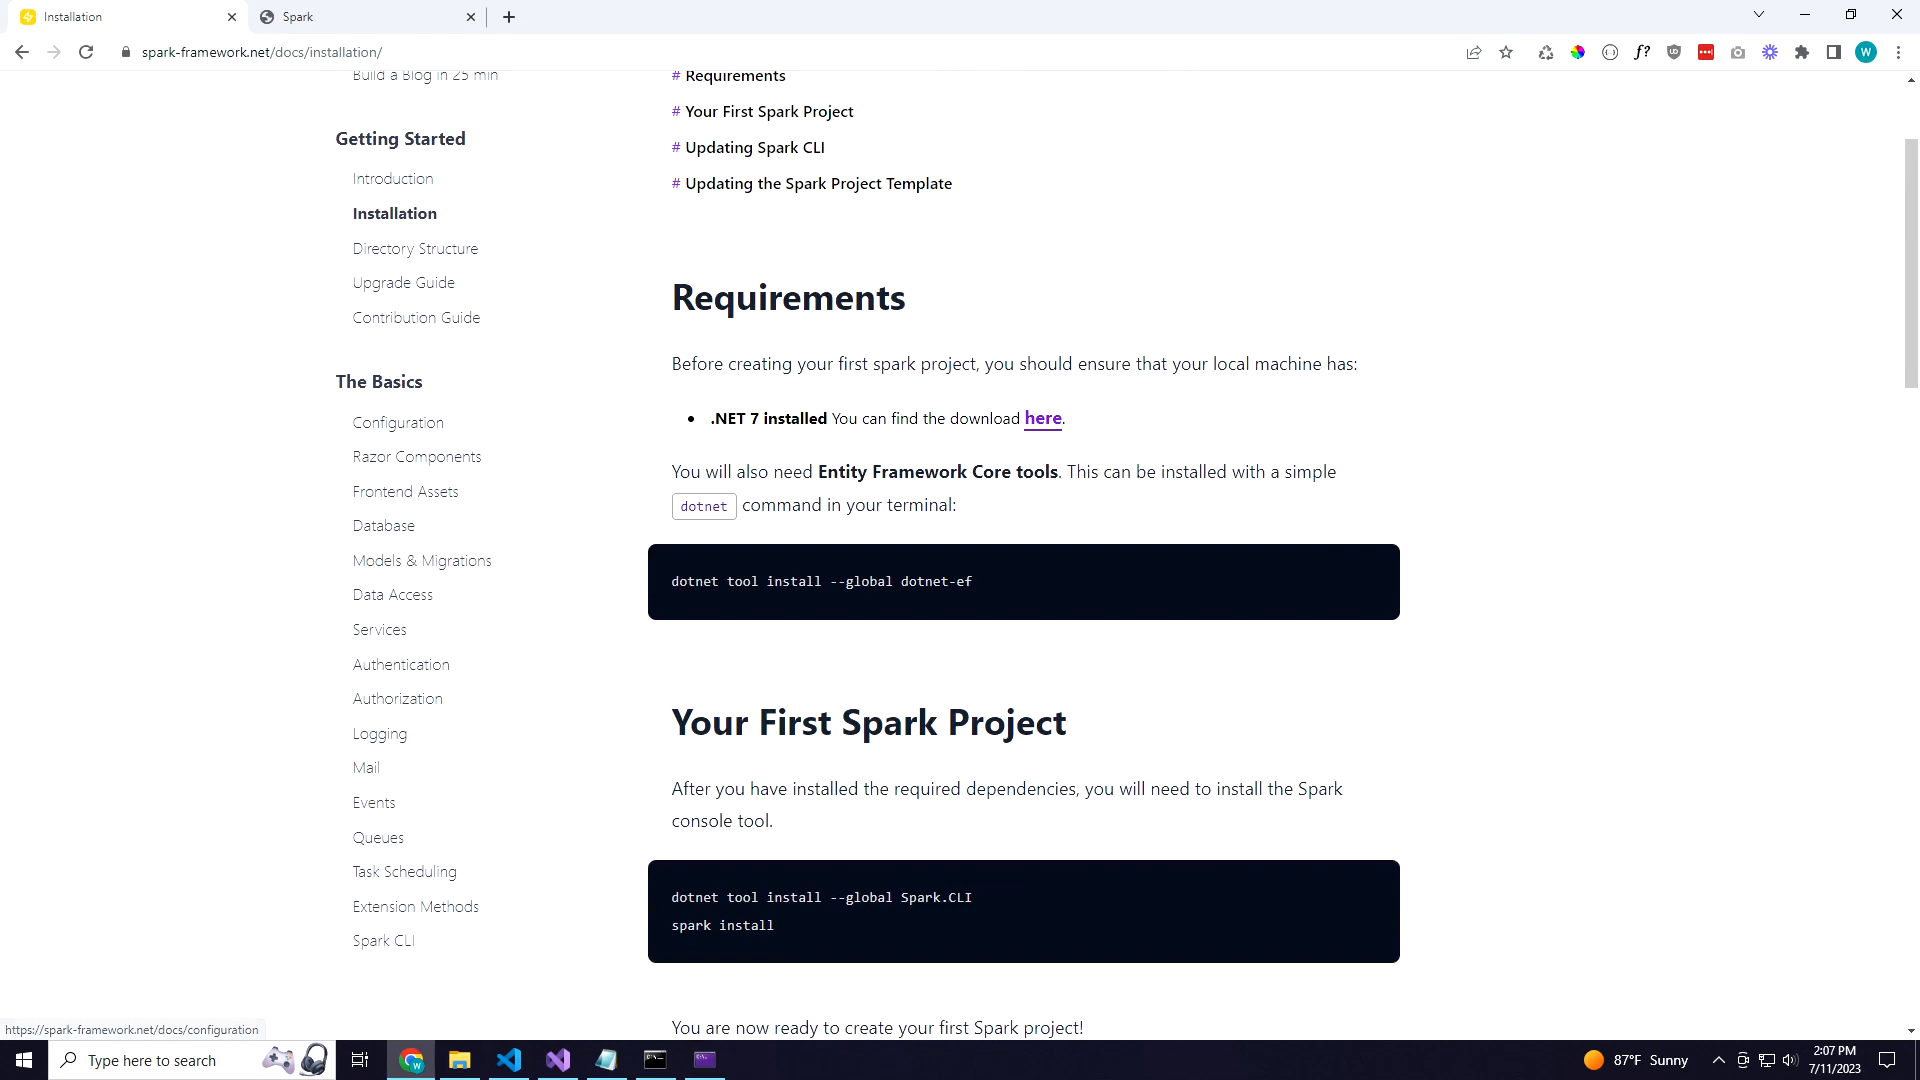 Installation
Spark
spark-framework.net/docs/installation/
Build a Blog in 25 min
Getting Started
Introduction
Installation
Directory Structure
Upgrade Guide
Contribution Guide
The Basics
Configuration
Razor Components
Frontend Assets
Database
Models & Migrations
Data Access
Services
Authentication
Authorization
Logging
Mail
Events
Queues
Task Scheduling
Extension Methods
Spark CLI
# Requirements
# Your First Spark Project
# Updating Spark CLI
# Updating the Spark Project Template
Requirements
Before creating your first spark project, you should ensure that your local machine has:
• .NET 7 installed You can find the download here.
You will also need Entity Framework Core tools. This can be installed with a simple
dotnet command in your terminal:
dotnet tool install --global dotnet-ef
Your First Spark Project
After you have installed the required dependencies, you will need to install the Spark
console tool.
dotnet tool install --global Spark.CLI
spark install
You are now ready to create your first Spark project!
https://spark-framework.net/docs/configuration
Type here to search
87°F Sunny
2:07 PM
7/11/2023